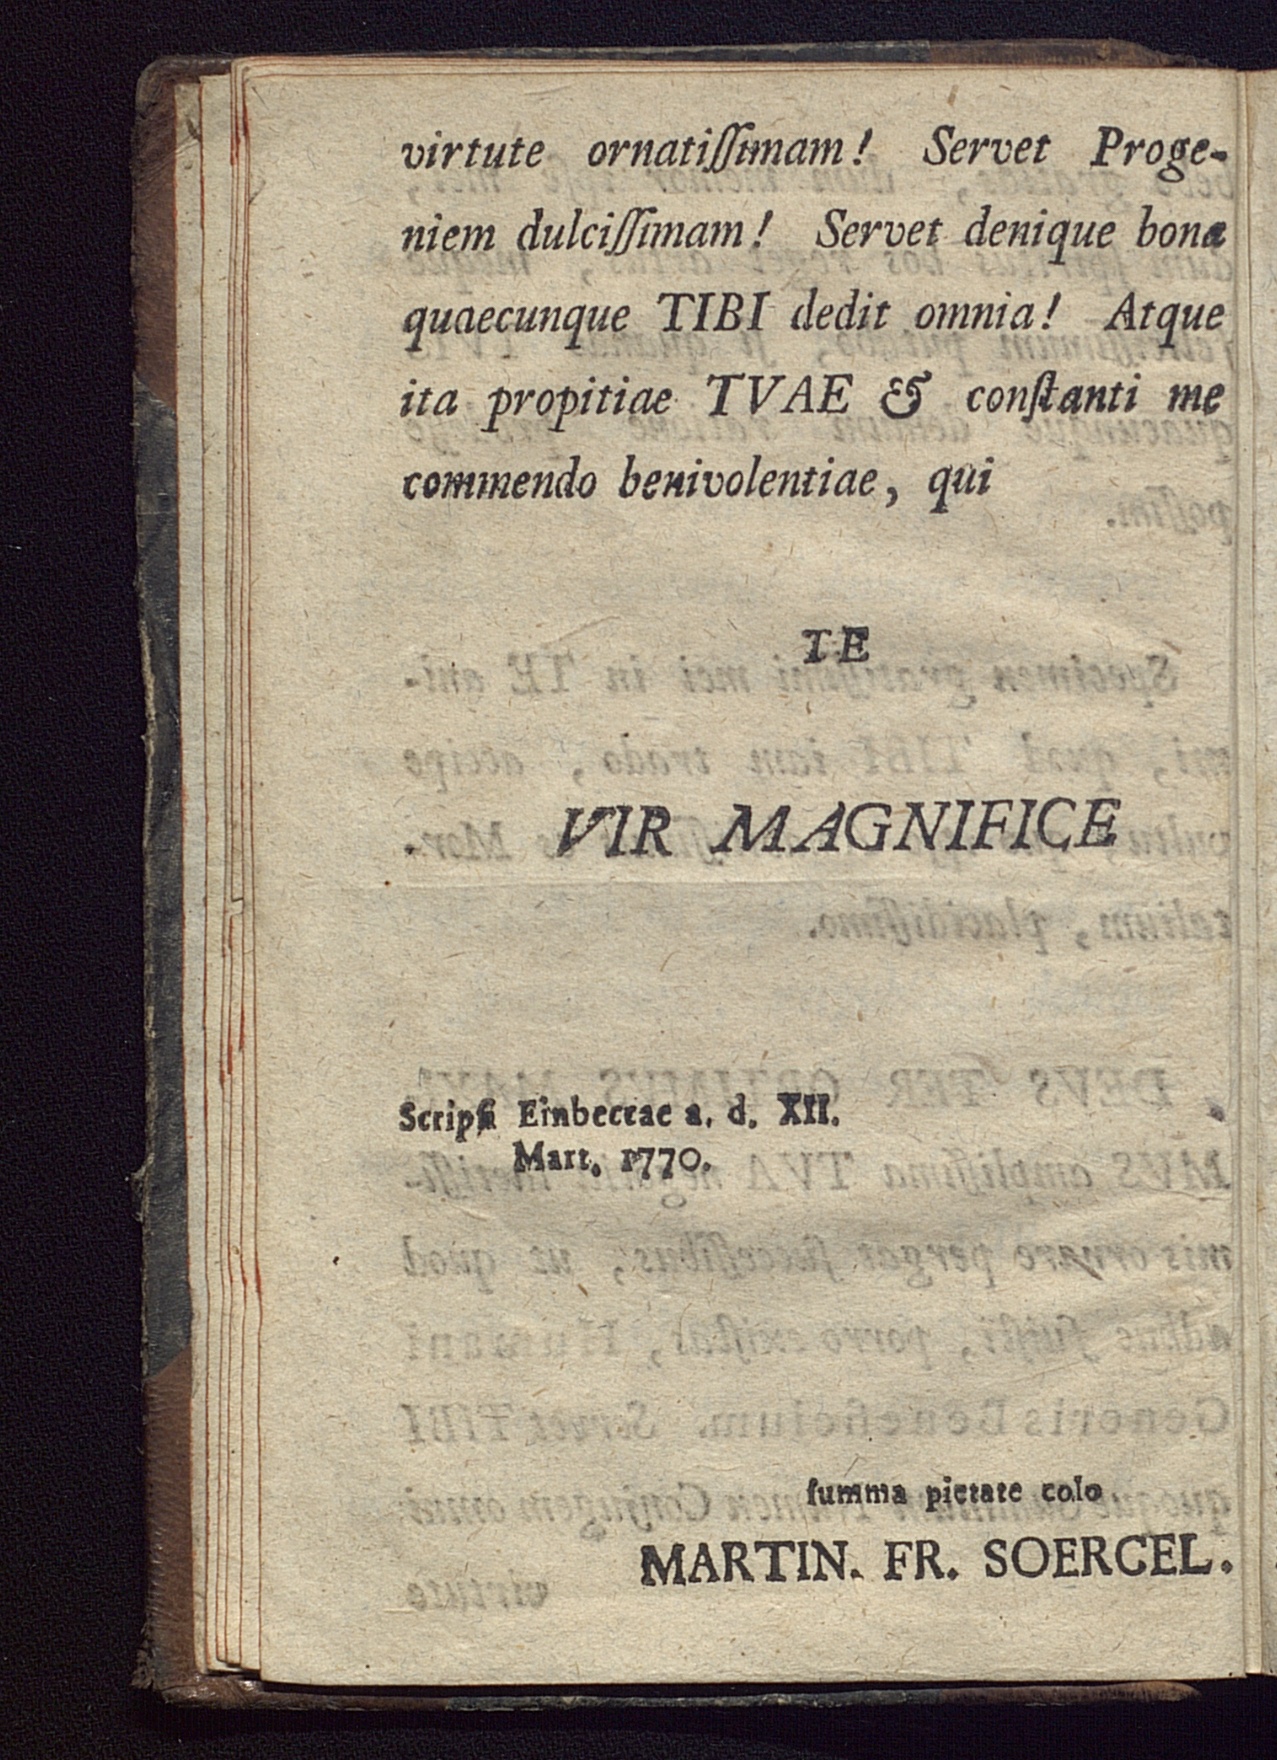 virtute ornatiſſimam! Servet Proge-
niem dulciſſimam! Servet denique bona
quaecunque TIBI dedit omnia! Atque
ita propitiae TVAE & conſtanti me
commendo benivolentiae, qui
TE
VIR MAGNIFICE
Scripſi Einbeccae a. d. XII.
Mart. 1770.
ſumma pietate colo
MARTIN. FR. SOERGEL.